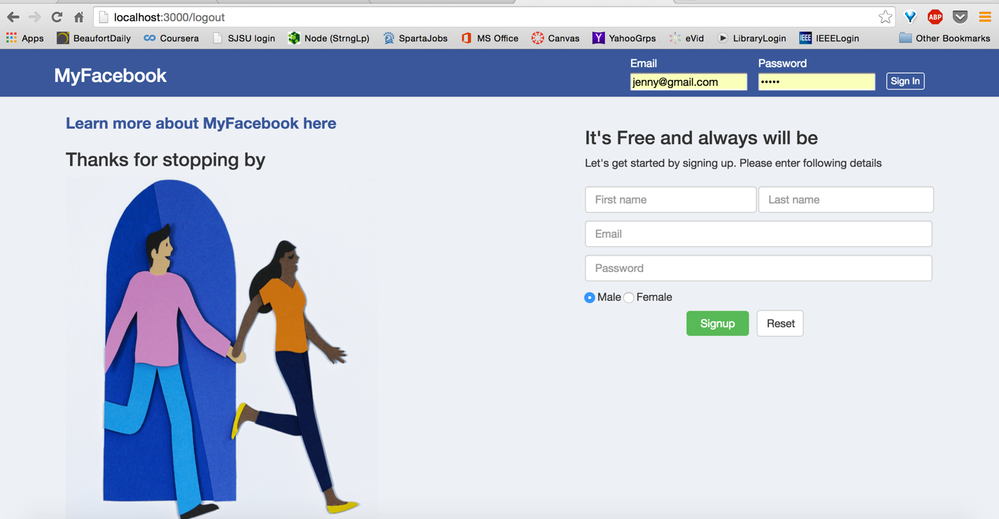 localhost:3000/logout
ABP
Apps BeaufortDaily Coursera SJSU login Node (StrngLp) SpartaJobs MS Office Canvas YahooGrps eVid LibraryLogin IEEELogin Other Bookmarks
MyFacebook
Email Password
jenny@gmail.com ••••• Sign In
Learn more about MyFacebook here
Thanks for stopping by
It's Free and always will be
Let's get started by signing up. Please enter following details
First name Last name
Email
Password
Male Female
Signup Reset